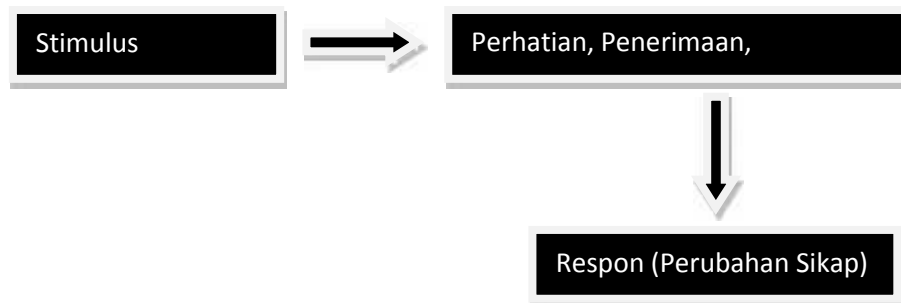 Stimulus
Perhatian, Penerimaan,
Respon (Perubahan Sikap)